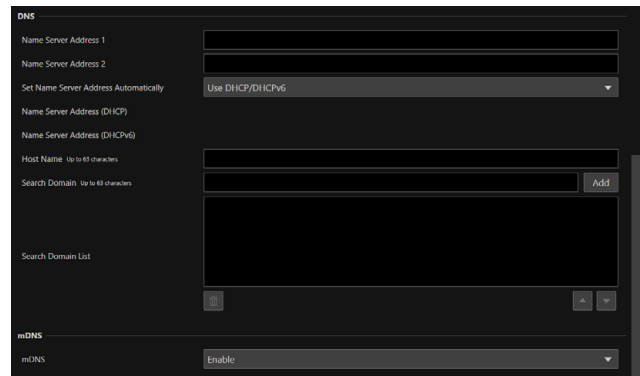 DNS
Name Server Address 1
Name Server Address 2
Set Name Server Address Automatically Use DHCP/DHCPv6
Name Server Address (DHCP)
Name Server Address (DHCPv6)
Host Name Up to 63 characters
Search Domain Up to 63 characters Add
Search Domain List
mDNS
mDNS Enable